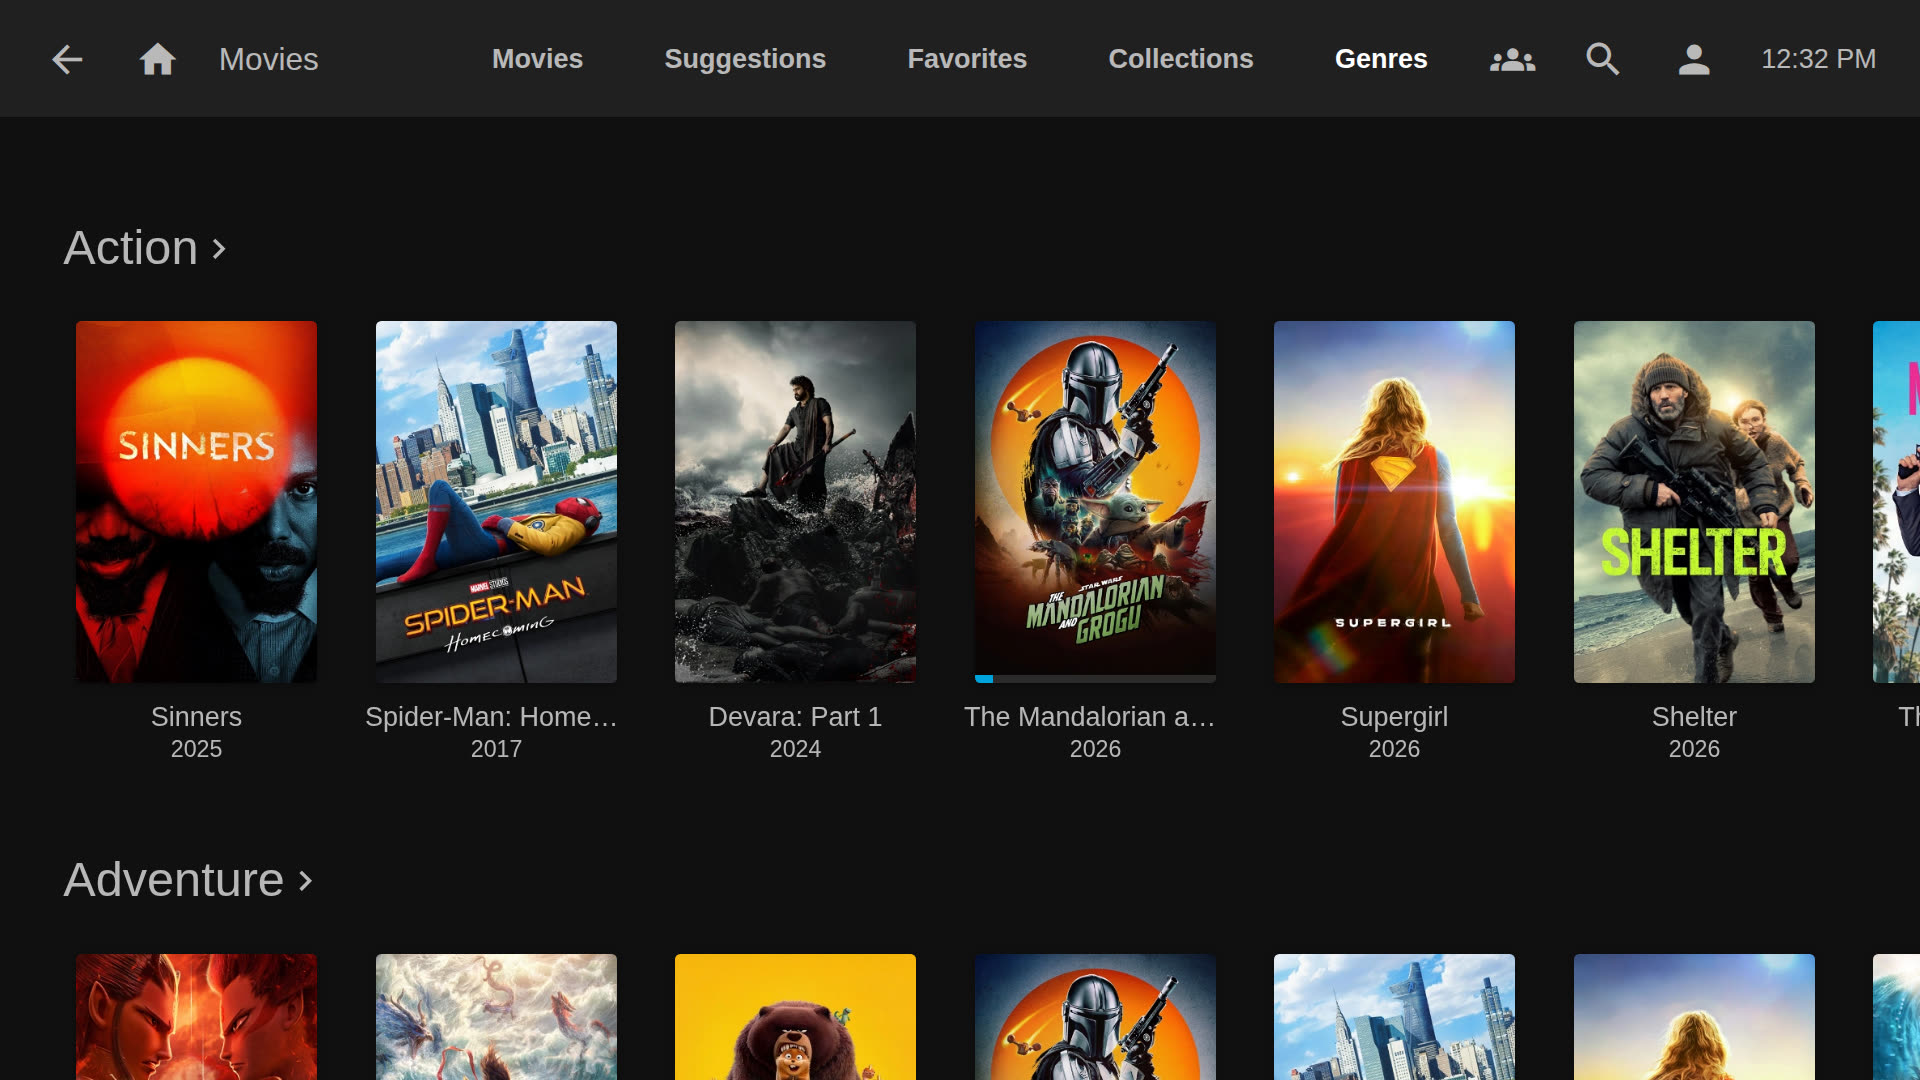 Movies
Movies
Suggestions
Favorites
Collections
Genres
12:32 PM
Action
SINNERS
MARVEL STUDIOS
SPIDER-MAN
HOMECOMING
STAR WARS
THE
MANDALORIAN
AND
GROGU
SUPERGIRL
SHELTER
M
Sinners
2025
Spider-Man: Home…
2017
Devara: Part 1
2024
The Mandalorian a…
2026
Supergirl
2026
Shelter
2026
Adventure